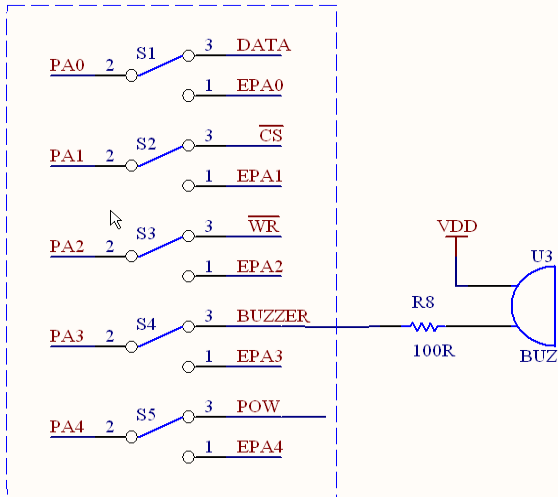 S1 3 DATA
PA0 2
1 EPA0
S2 3 CS
PA1 2
1 EPA1
S3 3 WR
PA2 2
1 EPA2
VDD
U3
S4 3 BUZZER R8
PA3 2
100R BUZ
1 EPA3
S5 3 POW
PA4 2
1 EPA4